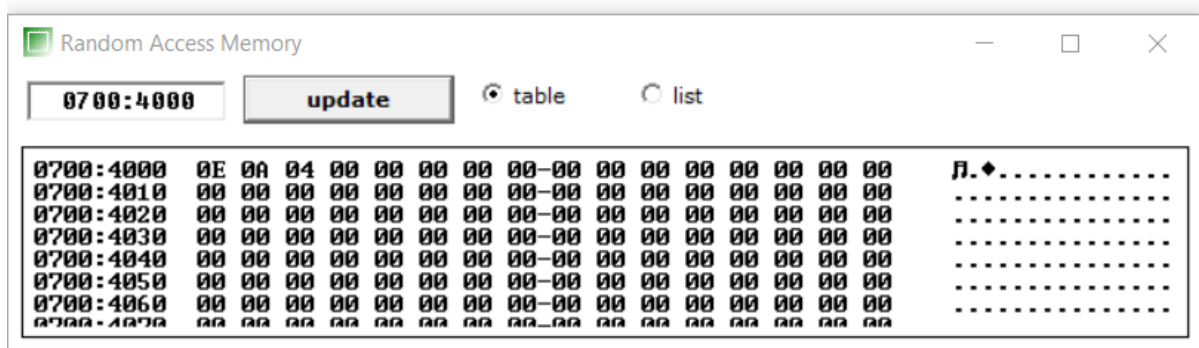 Random Access Memory
0700:4000 update table list
0700:4000 0E 0A 04 00 00 00 00 00-00 00 00 00 00 00 00 00 ♬.♦.............
0700:4010 00 00 00 00 00 00 00 00-00 00 00 00 00 00 00 00 ................
0700:4020 00 00 00 00 00 00 00 00-00 00 00 00 00 00 00 00 ................
0700:4030 00 00 00 00 00 00 00 00-00 00 00 00 00 00 00 00 ................
0700:4040 00 00 00 00 00 00 00 00-00 00 00 00 00 00 00 00 ................
0700:4050 00 00 00 00 00 00 00 00-00 00 00 00 00 00 00 00 ................
0700:4060 00 00 00 00 00 00 00 00-00 00 00 00 00 00 00 00 ................